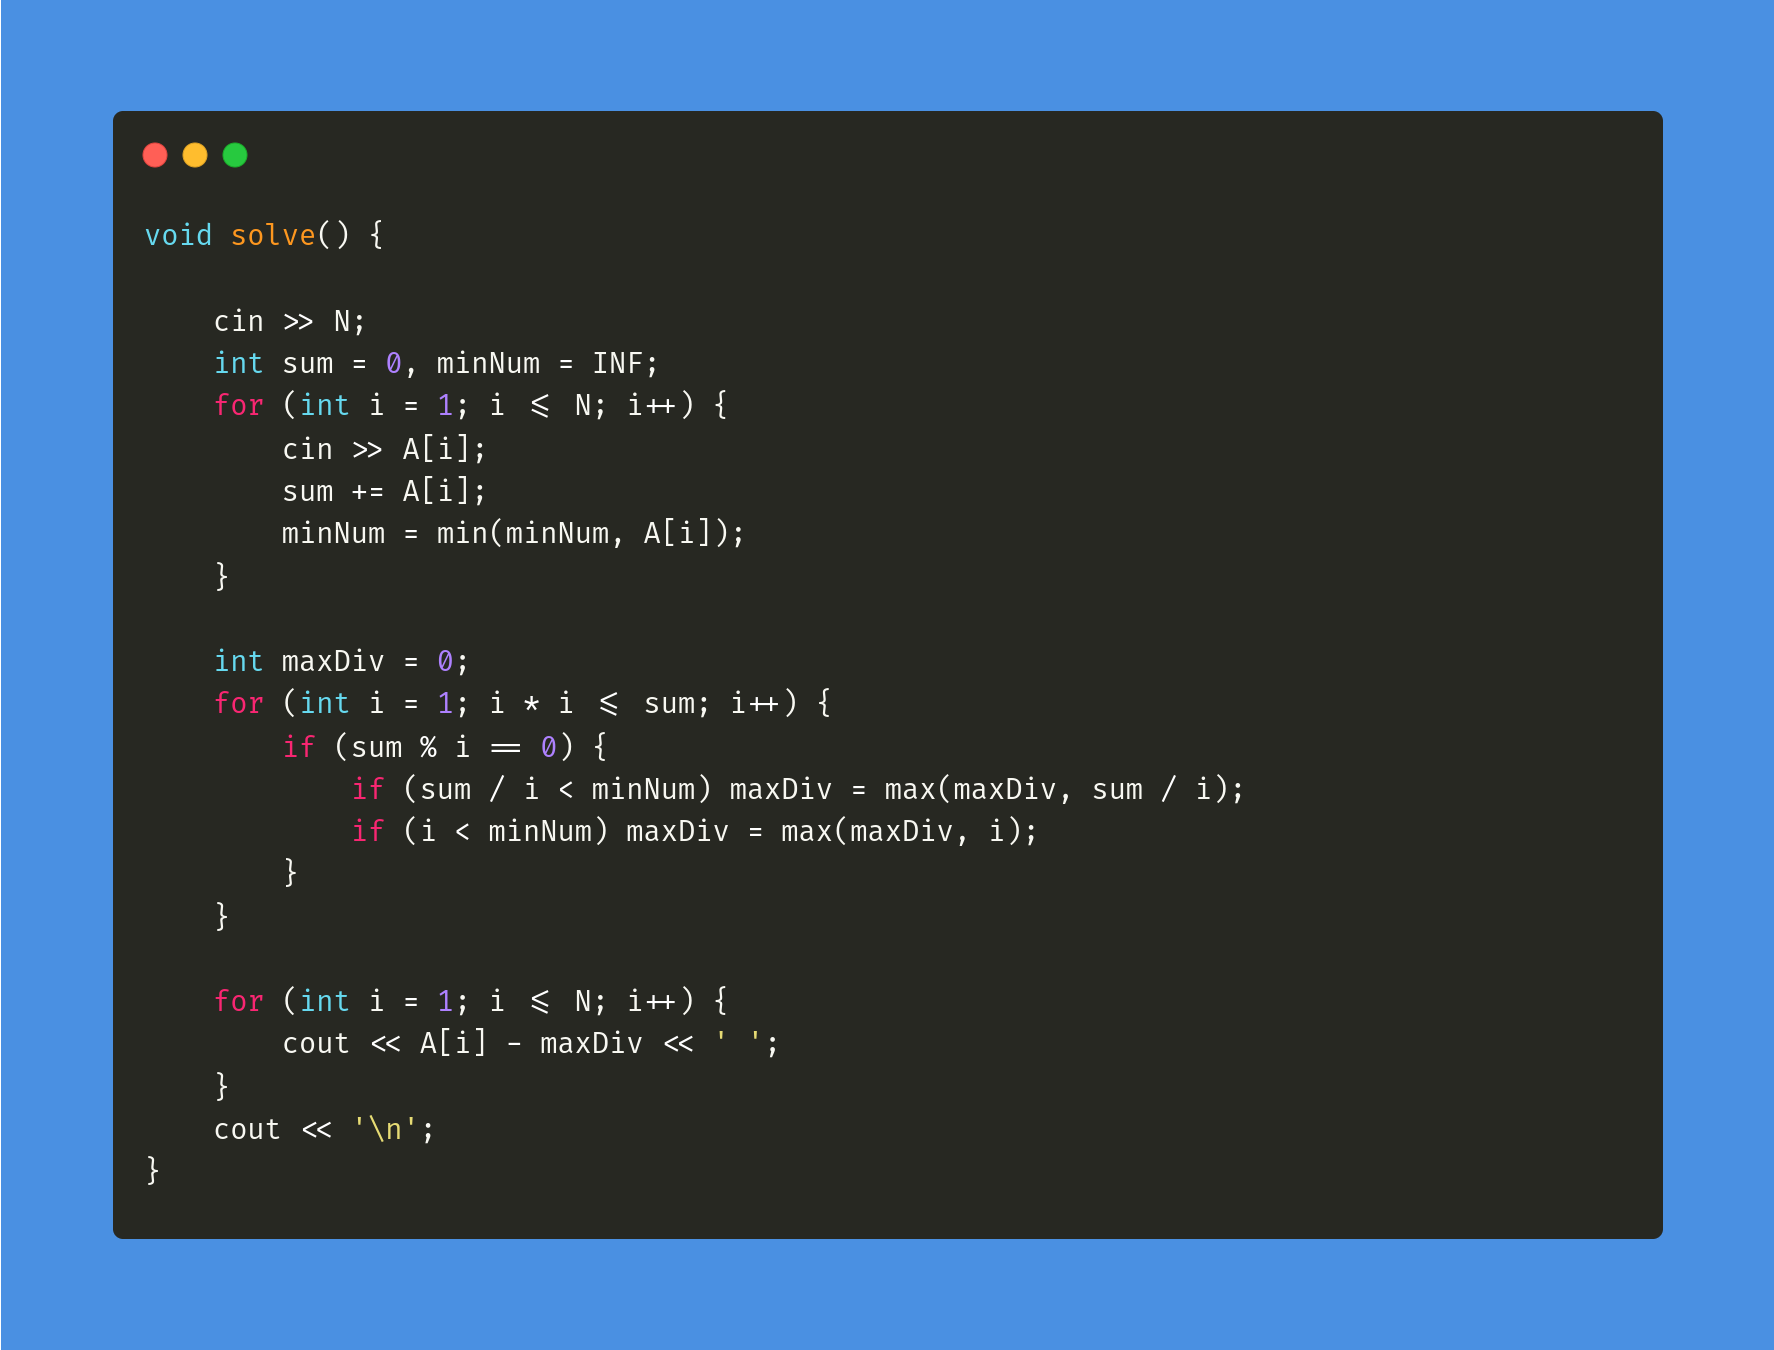 void solve() {
cin >> N;
int sum = 0, minNum = INF;
for (int i = 1; i <= N; i++) {
cin >> A[i];
sum += A[i];
minNum = min(minNum, A[i]);
}
int maxDiv = 0;
for (int i = 1; i * i <= sum; i++) {
if (sum % i == 0) {
if (sum / i < minNum) maxDiv = max(maxDiv, sum / i);
if (i < minNum) maxDiv = max(maxDiv, i);
}
}
for (int i = 1; i <= N; i++) {
cout << A[i] - maxDiv << ' ';
}
cout << '\n';
}